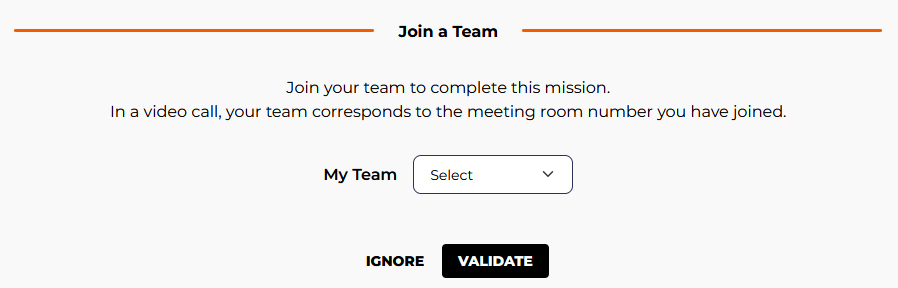 Join a Team
Join your team to complete this mission.
In a video call, your team corresponds to the meeting room number you have joined.
My Team Select
IGNORE VALIDATE